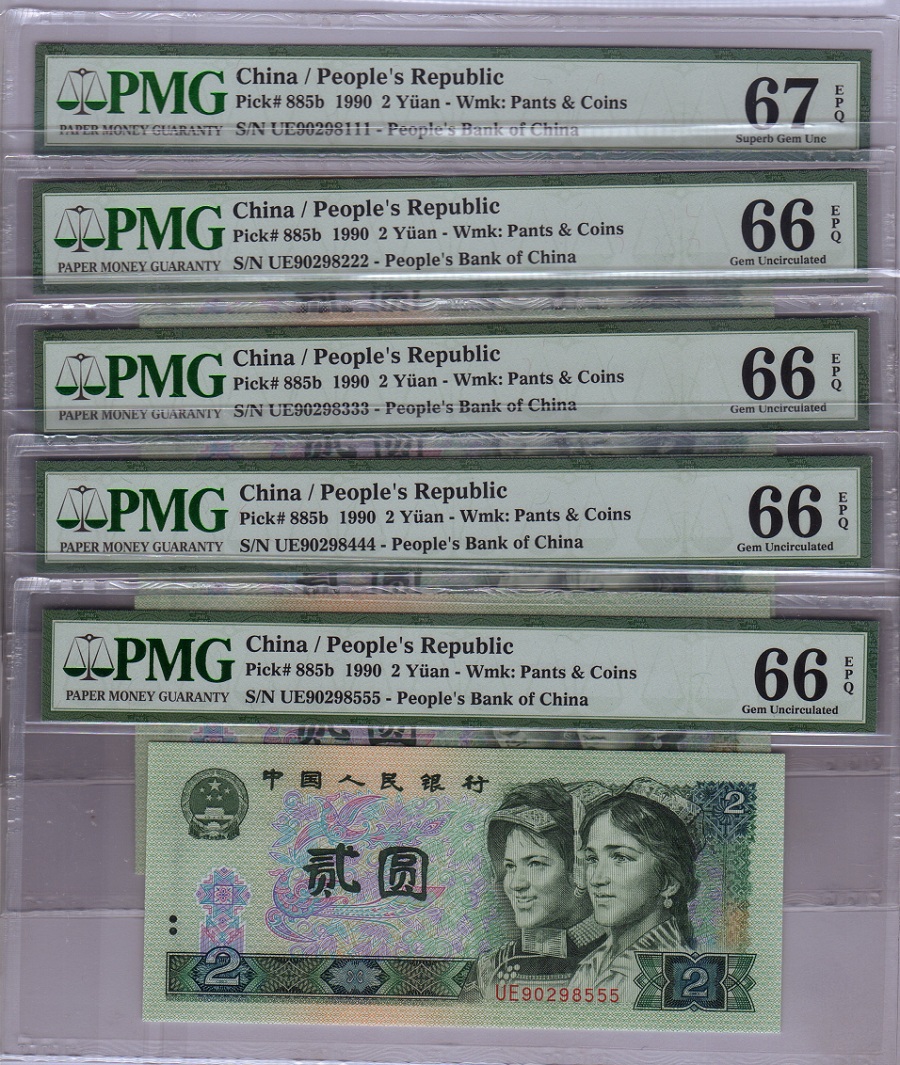 PMG
PAPER MONEY GUARANTY
China / People's Republic
Pick# 885b 1990 2 Yüan - Wmk: Pants & Coins
S/N UE90298111 - People's Bank of China
67
EPQ
Superb Gem Unc
PMG
PAPER MONEY GUARANTY
China / People's Republic
Pick# 885b 1990 2 Yüan - Wmk: Pants & Coins
S/N UE90298222 - People's Bank of China
66
EPQ
Gem Uncirculated
PMG
PAPER MONEY GUARANTY
China / People's Republic
Pick# 885b 1990 2 Yüan - Wmk: Pants & Coins
S/N UE90298333 - People's Bank of China
66
EPQ
Gem Uncirculated
PMG
PAPER MONEY GUARANTY
China / People's Republic
Pick# 885b 1990 2 Yüan - Wmk: Pants & Coins
S/N UE90298444 - People's Bank of China
66
EPQ
Gem Uncirculated
PMG
PAPER MONEY GUARANTY
China / People's Republic
Pick# 885b 1990 2 Yüan - Wmk: Pants & Coins
S/N UE90298555 - People's Bank of China
66
EPQ
Gem Uncirculated
中国人民银行
2
贰圆
2
UE90298555
2